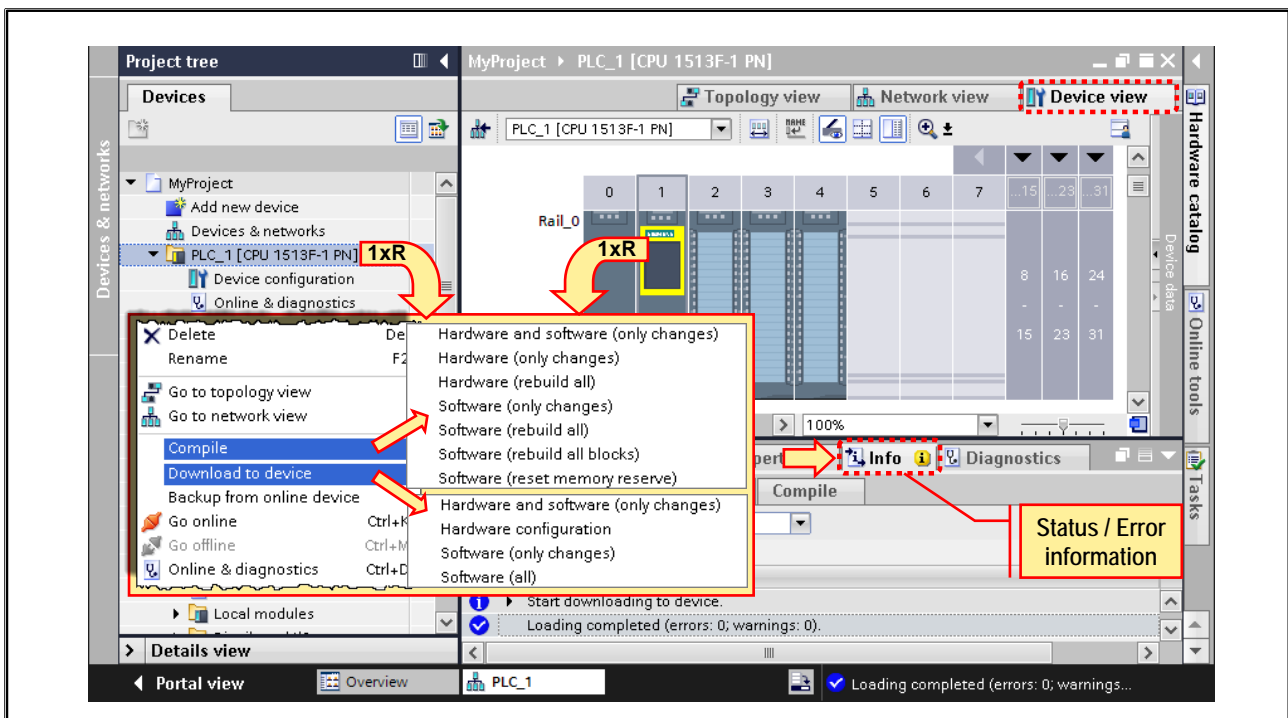 Project tree
MyProject ▸ PLC_1 [CPU 1513F-1 PN]
Devices
Topology view
Network view
Device view
PLC_1 [CPU 1513F-1 PN]
Devices & networks
MyProject
Add new device
Devices & networks
PLC_1 [CPU 1513F-1 PN]
Device configuration
Online & diagnostics
1xR
1xR
0 1 2 3 4 5 6 7 ...15 ...23 ...31
Rail_0
SIEMENS
8 16 24
- - -
15 23 31
Device data
Hardware catalog
Online tools
Tasks
Delete
Rename F2
Go to topology view
Go to network view
Compile
Download to device
Backup from online device
Go online
Go offline
Online & diagnostics
Hardware and software (only changes)
Hardware (only changes)
Hardware (rebuild all)
Software (only changes)
Software (rebuild all)
Software (rebuild all blocks)
Software (reset memory reserve)
Hardware and software (only changes)
Hardware configuration
Software (only changes)
Software (all)
100%
Info
Diagnostics
Compile
Status / Error
information
Start downloading to device.
Loading completed (errors: 0; warnings: 0).
Local modules
Details view
Portal view
Overview
PLC_1
Loading completed (errors: 0; warnings...